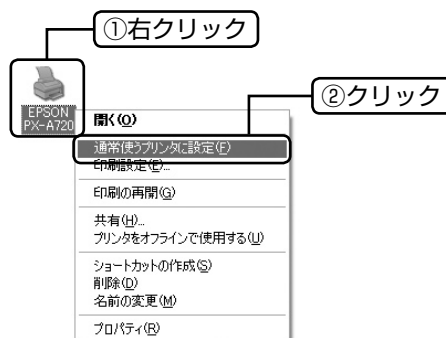 ①右クリック
EPSON
PX-A720
②クリック
開く(O)
通常使うプリンタに設定(F)
印刷設定(E)...
印刷の再開(G)
共有(H)...
プリンタをオフラインで使用する(U)
ショートカットの作成(S)
削除(D)
名前の変更(M)
プロパティ(R)